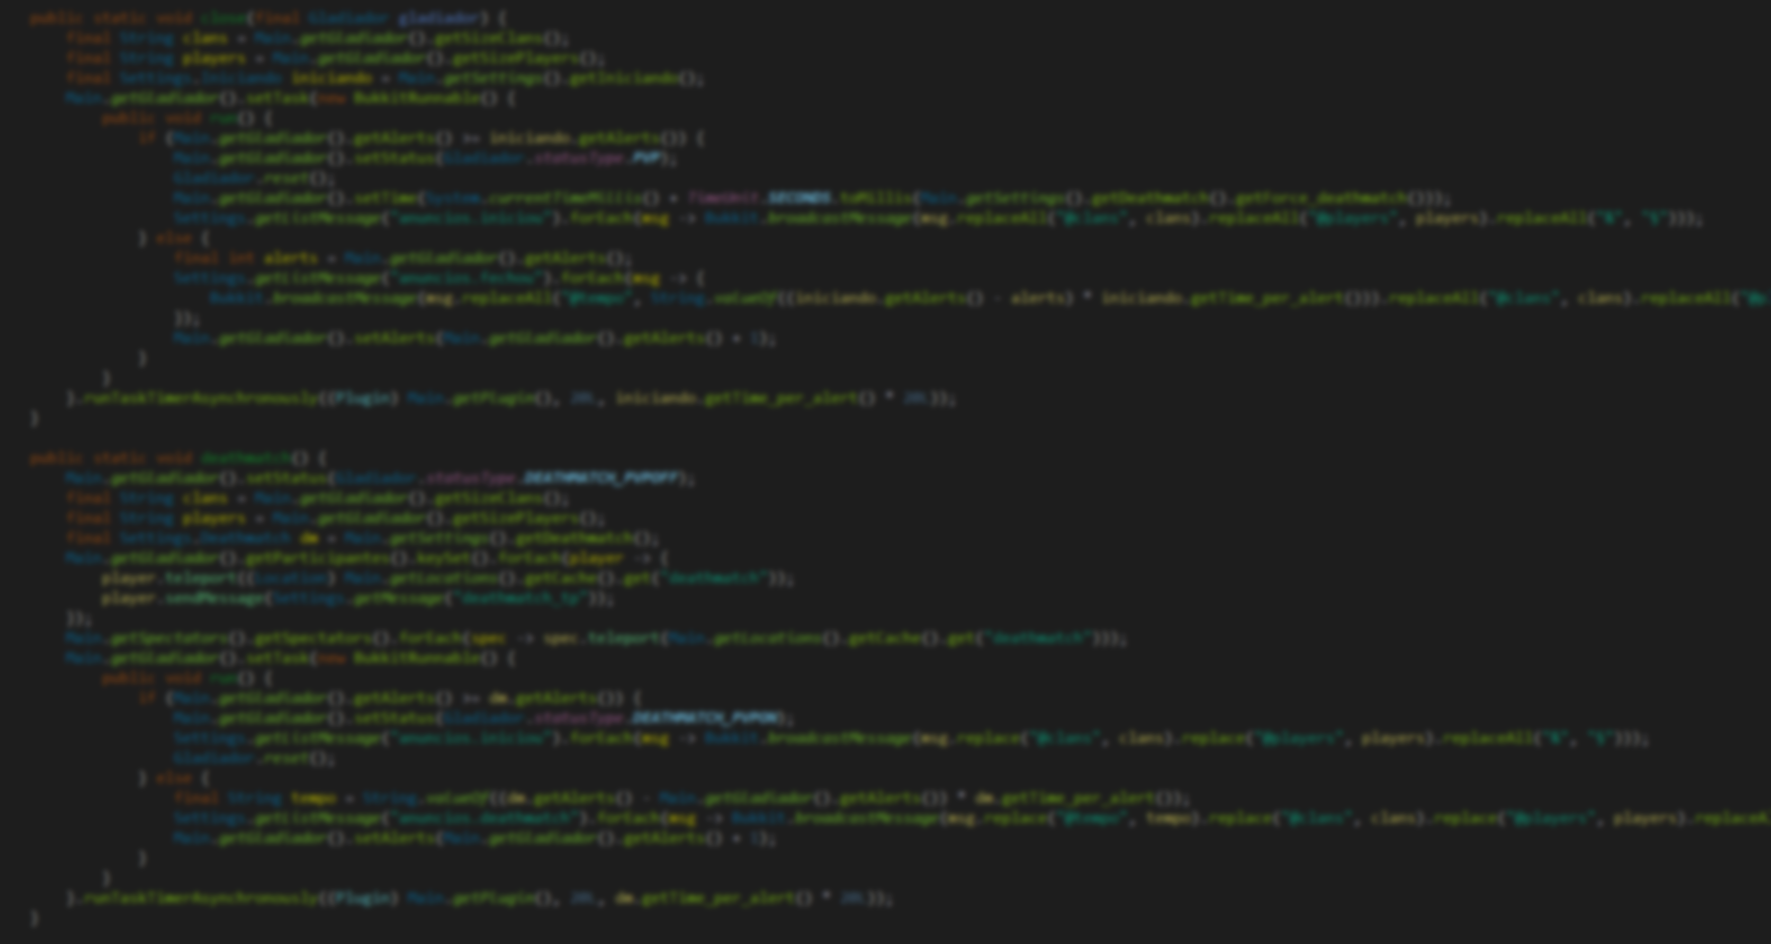 public static void close(final Gladiador gladiador) {
final String clans = Main.getGladiador().getSizeClans();
final String players = Main.getGladiador().getSizePlayers();
final Settings.Iniciando iniciando = Main.getSettings().getIniciando();
Main.getGladiador().setTask(new BukkitRunnable() {
public void run() {
if (Main.getGladiador().getAlerts() >= iniciando.getAlerts()) {
Main.getGladiador().setStatus(Gladiador.statusType.PVP);
Gladiador.reset();
Main.getGladiador().setTime(System.currentTimeMillis() + TimeUnit.SECONDS.toMillis(Main.getSettings().getDeathmatch().getForce_deathmatch()));
Settings.getListMessage("anuncios.iniciou").forEach(msg -> Bukkit.broadcastMessage(msg.replaceAll("@clans", clans).replaceAll("@players", players).replaceAll("&", "§")));
} else {
final int alerts = Main.getGladiador().getAlerts();
Settings.getListMessage("anuncios.fechou").forEach(msg -> {
Bukkit.broadcastMessage(msg.replaceAll("@tempo", String.valueOf((iniciando.getAlerts() - alerts) * iniciando.getTime_per_alert())).replaceAll("@clans", clans).replaceAll("@p
});
Main.getGladiador().setAlerts(Main.getGladiador().getAlerts() + 1);
}
}
}.runTaskTimerAsynchronously((Plugin) Main.getPlugin(), 20L, iniciando.getTime_per_alert() * 20L));
}
public static void deathmatch() {
Main.getGladiador().setStatus(Gladiador.statusType.DEATHMATCH_PVPOFF);
final String clans = Main.getGladiador().getSizeClans();
final String players = Main.getGladiador().getSizePlayers();
final Settings.Deathmatch dm = Main.getSettings().getDeathmatch();
Main.getGladiador().getParticipantes().keySet().forEach(player -> {
player.teleport((Location) Main.getLocations().getCache().get("deathmatch"));
player.sendMessage(Settings.getMessage("deathmatch_tp"));
});
Main.getSpectators().getSpectators().forEach(spec -> spec.teleport(Main.getLocations().getCache().get("deathmatch")));
Main.getGladiador().setTask(new BukkitRunnable() {
public void run() {
if (Main.getGladiador().getAlerts() >= dm.getAlerts()) {
Main.getGladiador().setStatus(Gladiador.statusType.DEATHMATCH_PVPON);
Settings.getListMessage("anuncios.iniciou").forEach(msg -> Bukkit.broadcastMessage(msg.replace("@clans", clans).replace("@players", players).replaceAll("&", "§")));
Gladiador.reset();
} else {
final String tempo = String.valueOf((dm.getAlerts() - Main.getGladiador().getAlerts()) * dm.getTime_per_alert());
Settings.getListMessage("anuncios.deathmatch").forEach(msg -> Bukkit.broadcastMessage(msg.replace("@tempo", tempo).replace("@clans", clans).replace("@players", players).replaceA
Main.getGladiador().setAlerts(Main.getGladiador().getAlerts() + 1);
}
}
}.runTaskTimerAsynchronously((Plugin) Main.getPlugin(), 20L, dm.getTime_per_alert() * 20L));
}